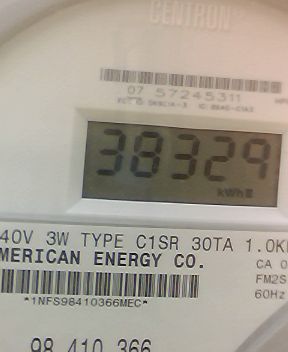 CENTRON
07 57245311
38329
kWh
40V 3W TYPE C1SR 30TA 1.0K
MERICAN ENERGY CO.
CA 0
FM2S
60Hz
*1NFS98410366MEC*
98 410 366